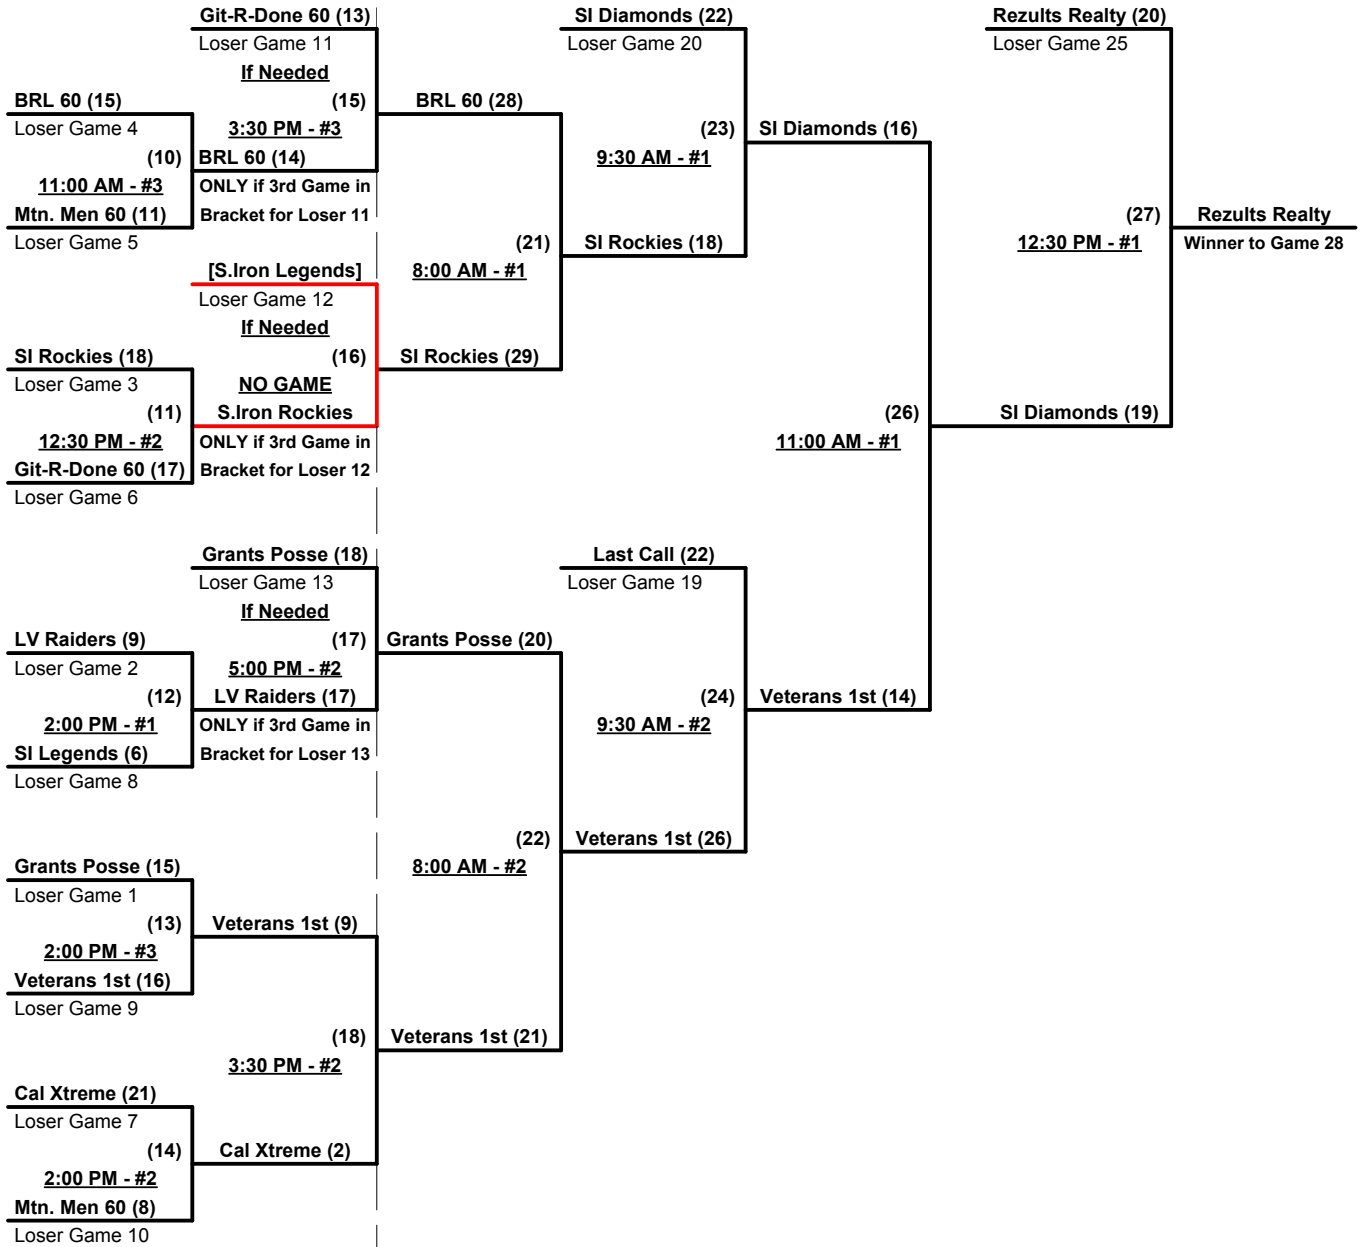 Git-R-Done 60 (13)
Loser Game 11
If Needed
(15)
3:30 PM - #3
BRL 60 (15)
Loser Game 4
(10)
11:00 AM - #3
Mtn. Men 60 (11)
Loser Game 5
BRL 60 (14)
ONLY if 3rd Game in
Bracket for Loser 11
[S.Iron Legends]
Loser Game 12
If Needed
(16)
NO GAME
S.Iron Rockies
ONLY if 3rd Game in
Bracket for Loser 12
SI Rockies (18)
Loser Game 3
(11)
12:30 PM - #2
Git-R-Done 60 (17)
Loser Game 6
Grants Posse (18)
Loser Game 13
If Needed
(17)
5:00 PM - #2
LV Raiders (17)
ONLY if 3rd Game in
Bracket for Loser 13
LV Raiders (9)
Loser Game 2
(12)
2:00 PM - #1
SI Legends (6)
Loser Game 8
Grants Posse (15)
Loser Game 1
(13)
2:00 PM - #3
Veterans 1st (16)
Loser Game 9
Veterans 1st (9)
(18)
3:30 PM - #2
Cal Xtreme (21)
Loser Game 7
(14)
2:00 PM - #2
Mtn. Men 60 (8)
Loser Game 10
Cal Xtreme (2)
BRL 60 (28)
(21)
8:00 AM - #1
SI Rockies (29)
Grants Posse (20)
(22)
8:00 AM - #2
Veterans 1st (21)
SI Diamonds (22)
Loser Game 20
(23)
9:30 AM - #1
SI Rockies (18)
Last Call (22)
Loser Game 19
(24)
9:30 AM - #2
Veterans 1st (26)
SI Diamonds (16)
(26)
11:00 AM - #1
Veterans 1st (14)
Rezults Realty (20)
Loser Game 25
(27)
12:30 PM - #1
SI Diamonds (19)
Rezults Realty
Winner to Game 28